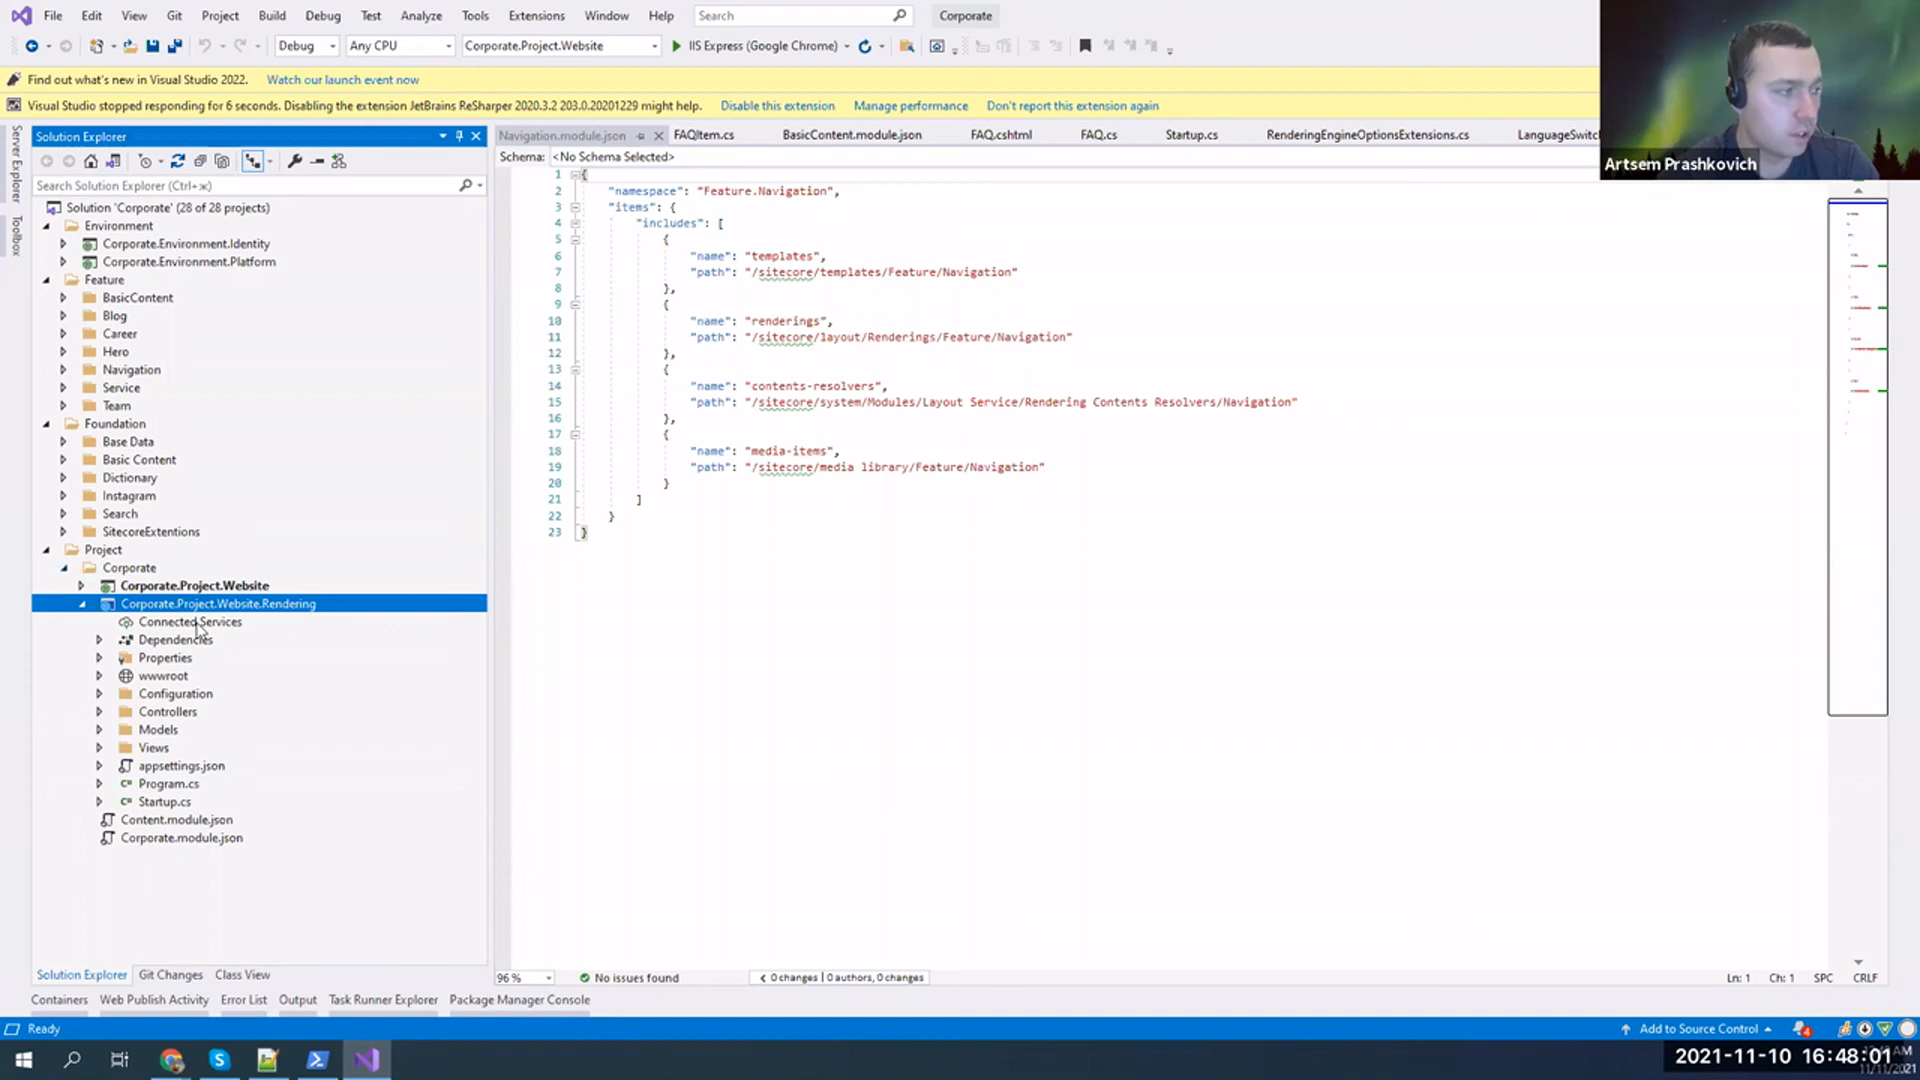 File Edit View Git Project Build Debug Test Analyze Tools Extensions Window Help Search Corporate
Debug Any CPU Corporate.Project.Website IIS Express (Google Chrome)
Find out what's new in Visual Studio 2022. Watch our launch event now
Visual Studio stopped responding for 6 seconds. Disabling the extension JetBrains ReSharper 2020.3.2 203.0.20201229 might help. Disable this extension Manage performance Don't report this extension again
Server Explorer
Toolbox
Solution Explorer
Search Solution Explorer (Ctrl+ж)
Solution 'Corporate' (28 of 28 projects)
Environment
Corporate.Environment.Identity
Corporate.Environment.Platform
Feature
BasicContent
Blog
Career
Hero
Navigation
Service
Team
Foundation
Base Data
Basic Content
Dictionary
Instagram
Search
SitecoreExtentions
Project
Corporate
Corporate.Project.Website
Corporate.Project.Website.Rendering
Connected Services
Dependencies
Properties
wwwroot
Configuration
Controllers
Models
Views
appsettings.json
Program.cs
Startup.cs
Content.module.json
Corporate.module.json
Solution Explorer Git Changes Class View
Navigation.module.json FAQItem.cs BasicContent.module.json FAQ.cshtml FAQ.cs Startup.cs RenderingEngineOptionsExtensions.cs
Schema: <No Schema Selected>
1 {
2 "namespace": "Feature.Navigation",
3 "items": {
4 "includes": [
5 {
6 "name": "templates",
7 "path": "/sitecore/templates/Feature/Navigation"
8 },
9 {
10 "name": "renderings",
11 "path": "/sitecore/layout/Renderings/Feature/Navigation"
12 },
13 {
14 "name": "contents-resolvers",
15 "path": "/sitecore/system/Modules/Layout Service/Rendering Contents Resolvers/Navigation"
16 },
17 {
18 "name": "media-items",
19 "path": "/sitecore/media library/Feature/Navigation"
20 }
21 ]
22 }
23 }
Artsem Prashkovich
96 % No issues found 0 changes | 0 authors, 0 changes Ln: 1 Ch: 1 SPC CRLF
Containers Web Publish Activity Error List Output Task Runner Explorer Package Manager Console
Ready Add to Source Control 4
2021-11-10 16:48:01